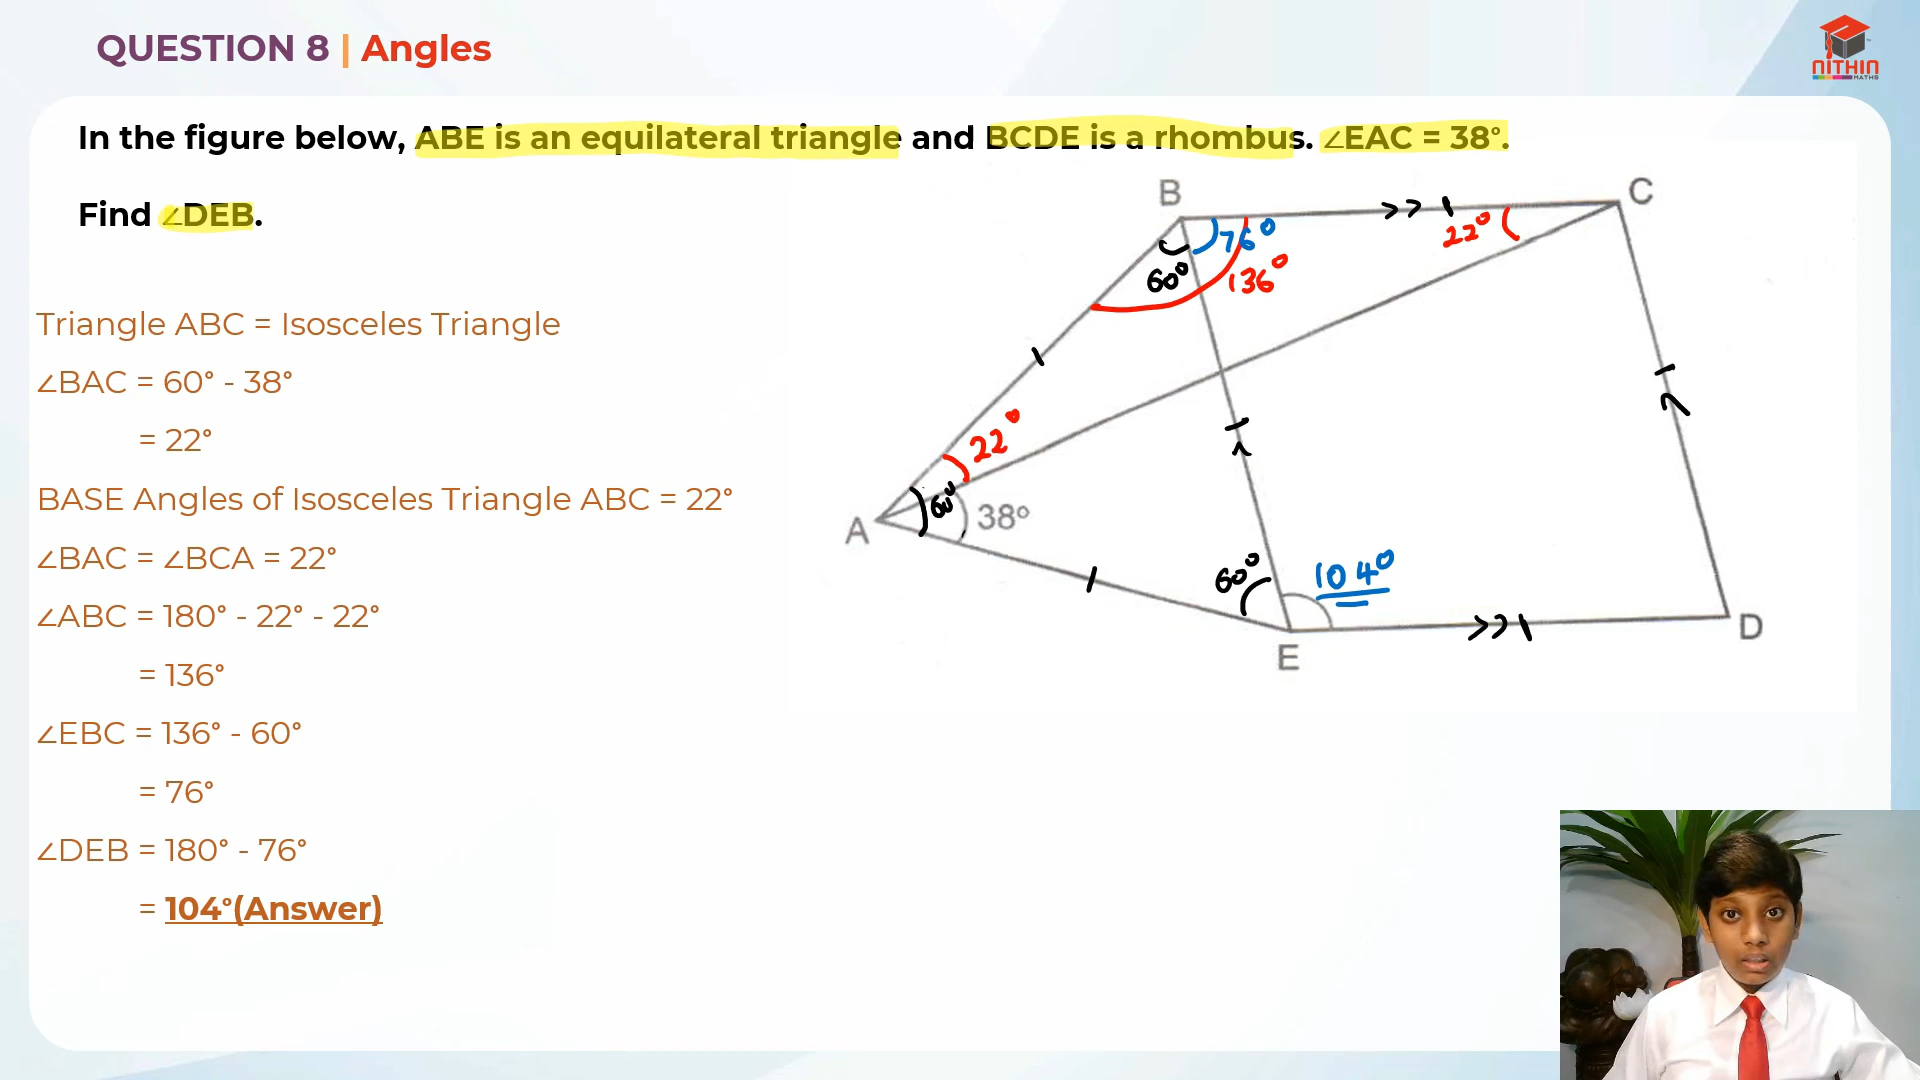 QUESTION 8 | Angles
NITHIN
MATHS
In the figure below, ABE is an equilateral triangle and BCDE is a rhombus. ∠EAC = 38°.
Find ∠DEB.
Triangle ABC = Isosceles Triangle
∠BAC = 60° - 38°
= 22°
BASE Angles of Isosceles Triangle ABC = 22°
∠BAC = ∠BCA = 22°
∠ABC = 180° - 22° - 22°
= 136°
∠EBC = 136° - 60°
= 76°
∠DEB = 180° - 76°
= 104°(Answer)
B
C
76°
22°
60°
136°
22°
60°
A
38°
60°
104°
E
D